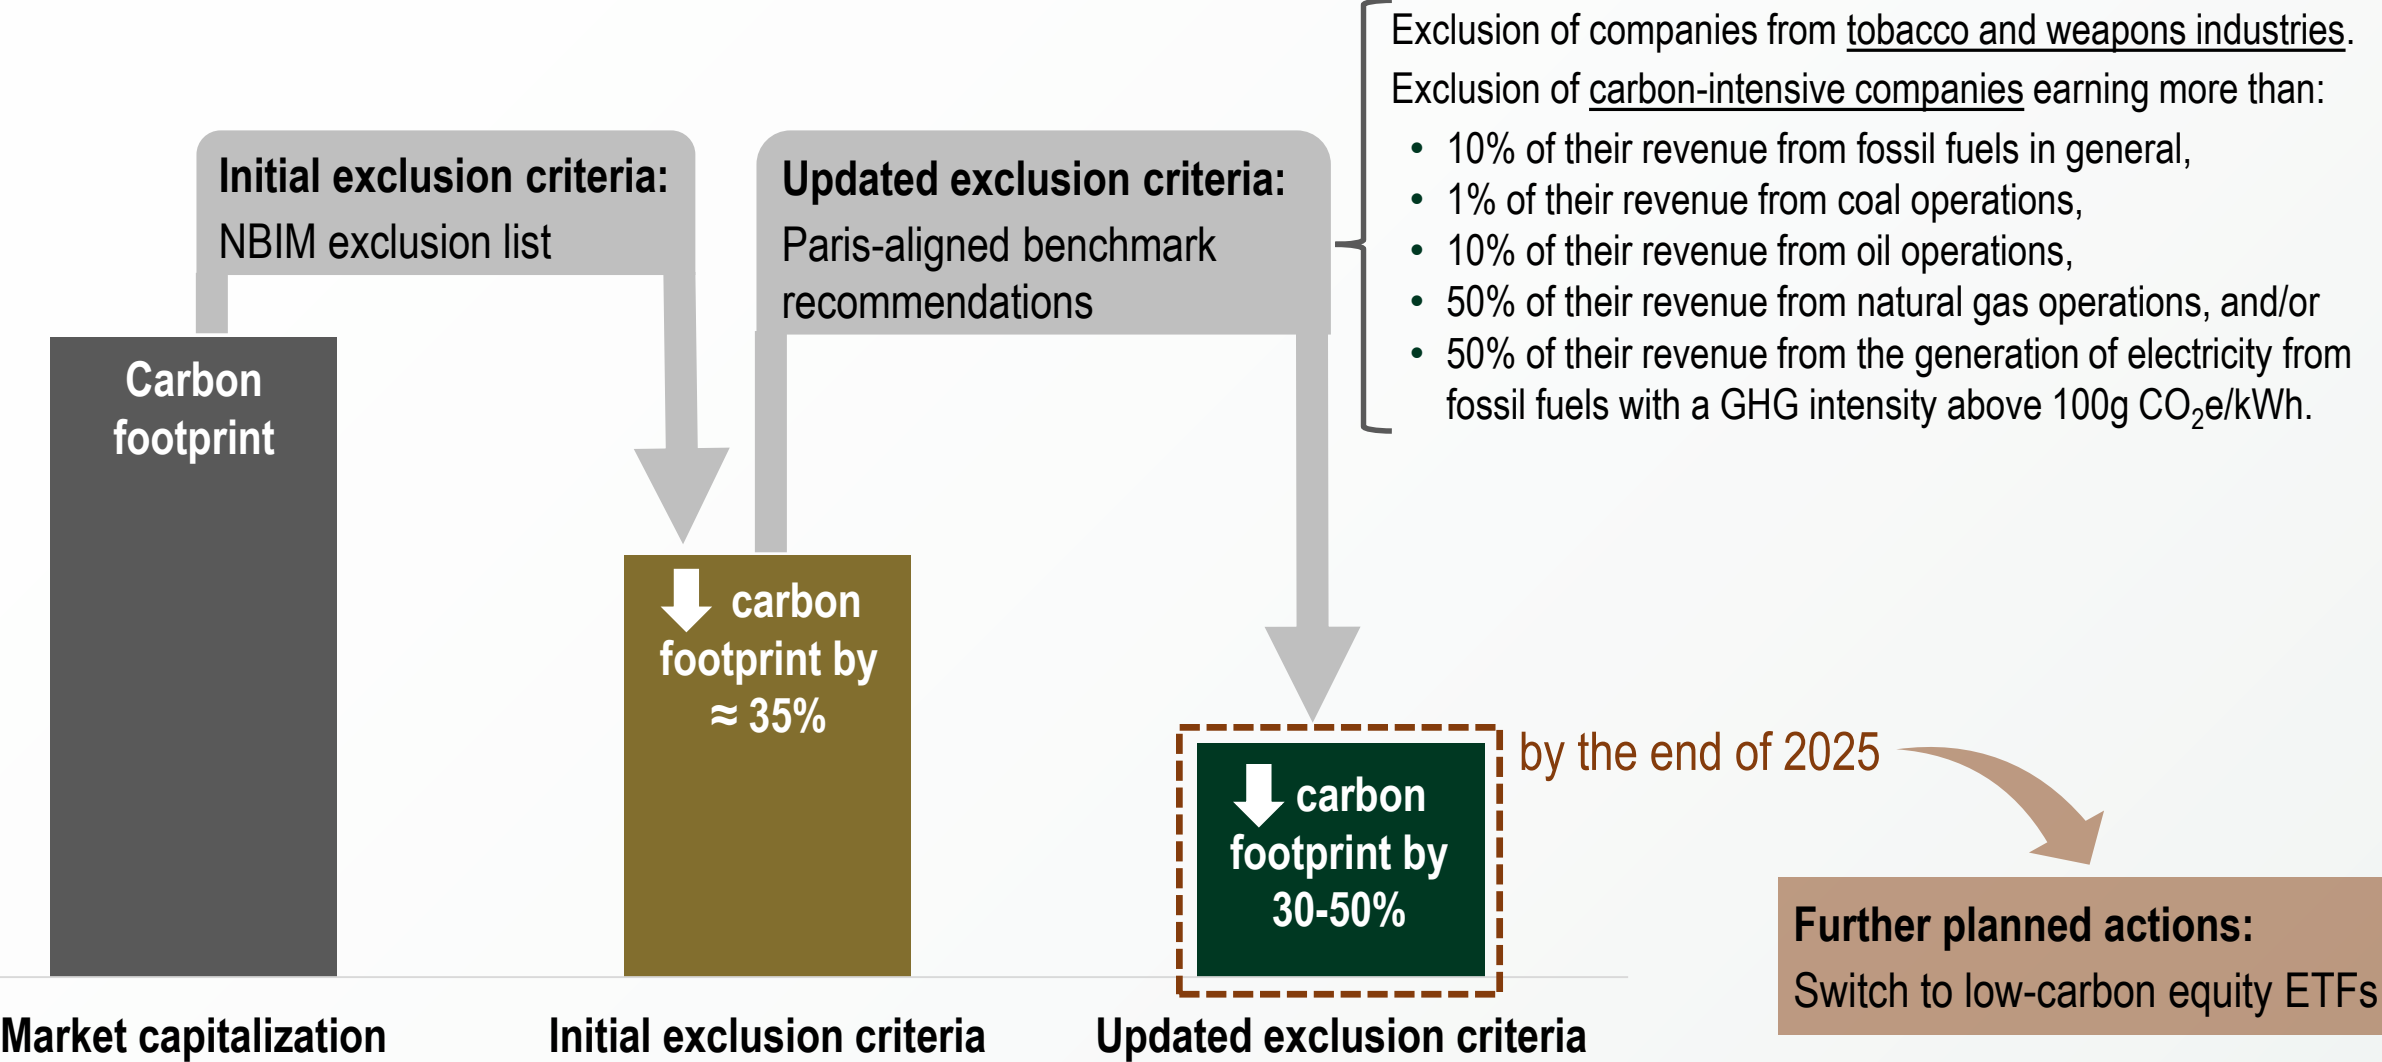 Exclusion of companies from tobacco and weapons industries.
Exclusion of carbon-intensive companies earning more than:
• 10% of their revenue from fossil fuels in general,
• 1% of their revenue from coal operations,
• 10% of their revenue from oil operations,
• 50% of their revenue from natural gas operations, and/or
• 50% of their revenue from the generation of electricity from
fossil fuels with a GHG intensity above 100g CO₂e/kWh.
Initial exclusion criteria:
NBIM exclusion list
Updated exclusion criteria:
Paris-aligned benchmark
recommendations
Carbon
footprint
carbon
footprint by
≈ 35%
carbon
footprint by
30-50%
by the end of 2025
Further planned actions:
Switch to low-carbon equity ETFs
Market capitalization
Initial exclusion criteria
Updated exclusion criteria